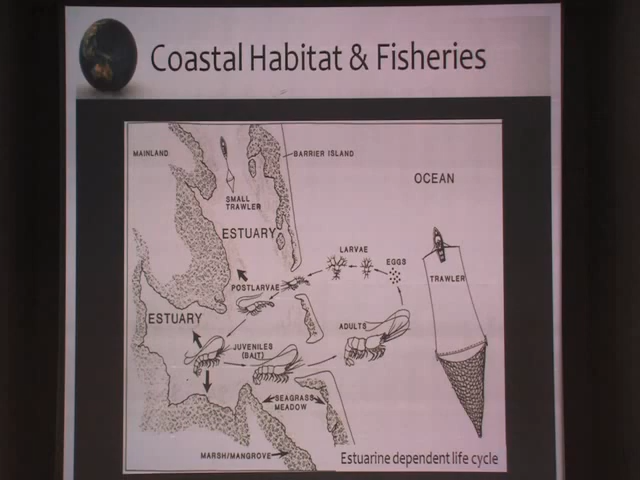 Coastal Habitat & Fisheries
MAINLAND
BARRIER ISLAND
OCEAN
SMALL
TRAWLER
ESTUARY
LARVAE
EGGS
POSTLARVAE
TRAWLER
ESTUARY
ADULTS
JUVENILES
(BAIT)
SEAGRASS
MEADOW
MARSH/MANGROVE
Estuarine dependent life cycle